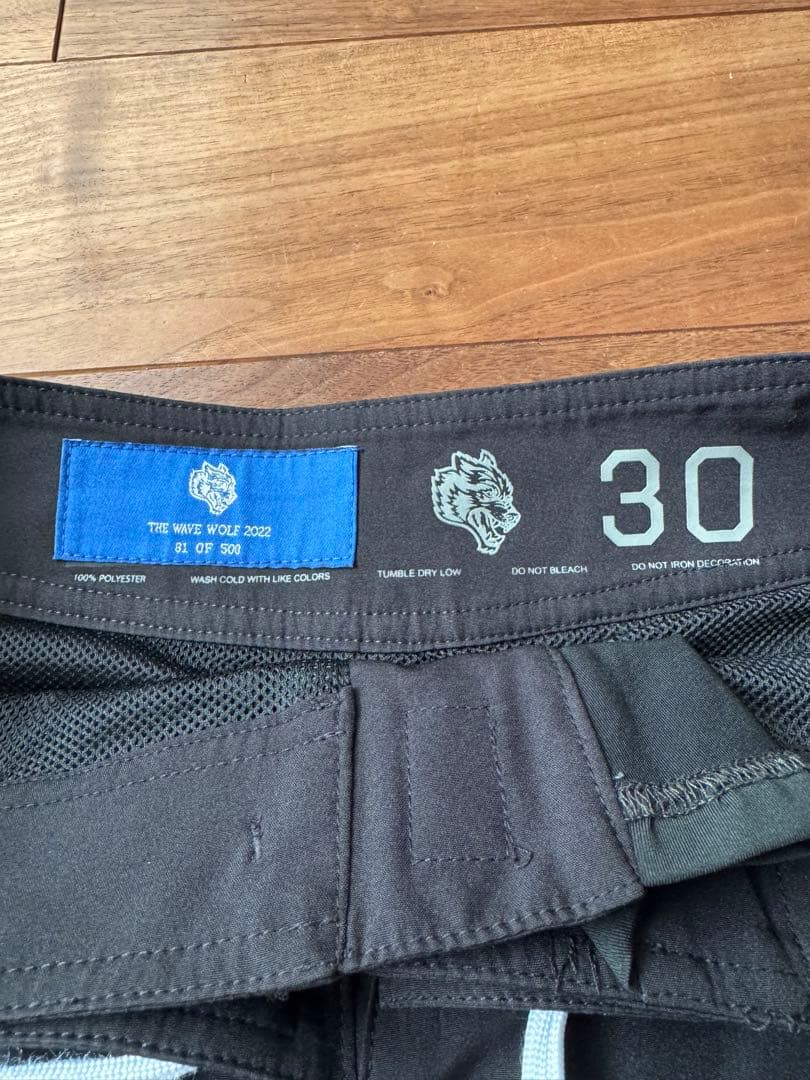 THE WAVE WOLF 2022
81 OF 500
30
100% POLYESTER WASH COLD WITH LIKE COLORS TUMBLE DRY LOW DO NOT BLEACH DO NOT IRON DECORATION